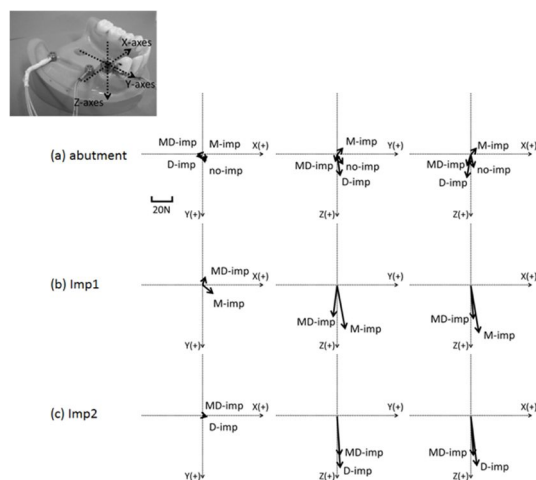 X-axes
Y-axes
Z-axes
(a) abutment
MD-imp M-imp X(+)
D-imp no-imp
Y(+)
M-imp Y(+)
MD-imp no-imp
D-imp
Z(+)
M-imp X(+)
MD-imp no-imp
D-imp
Z(+)
20N
(b) Imp1
MD-imp X(+)
M-imp
Y(+)
Y(+)
MD-imp M-imp
Z(+)
X(+)
MD-imp
M-imp
Z(+)
(c) Imp2
MD-imp X(+)
D-imp
Y(+)
Y(+)
MD-imp
D-imp
Z(+)
X(+)
MD-imp
D-imp
Z(+)